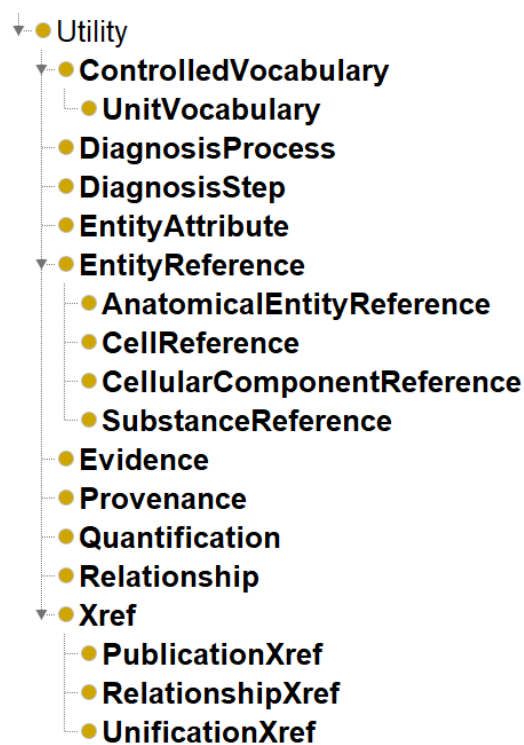 Utility
ControlledVocabulary
UnitVocabulary
DiagnosisProcess
DiagnosisStep
EntityAttribute
EntityReference
AnatomicalEntityReference
CellReference
CellularComponentReference
SubstanceReference
Evidence
Provenance
Quantification
Relationship
Xref
PublicationXref
RelationshipXref
UnificationXref